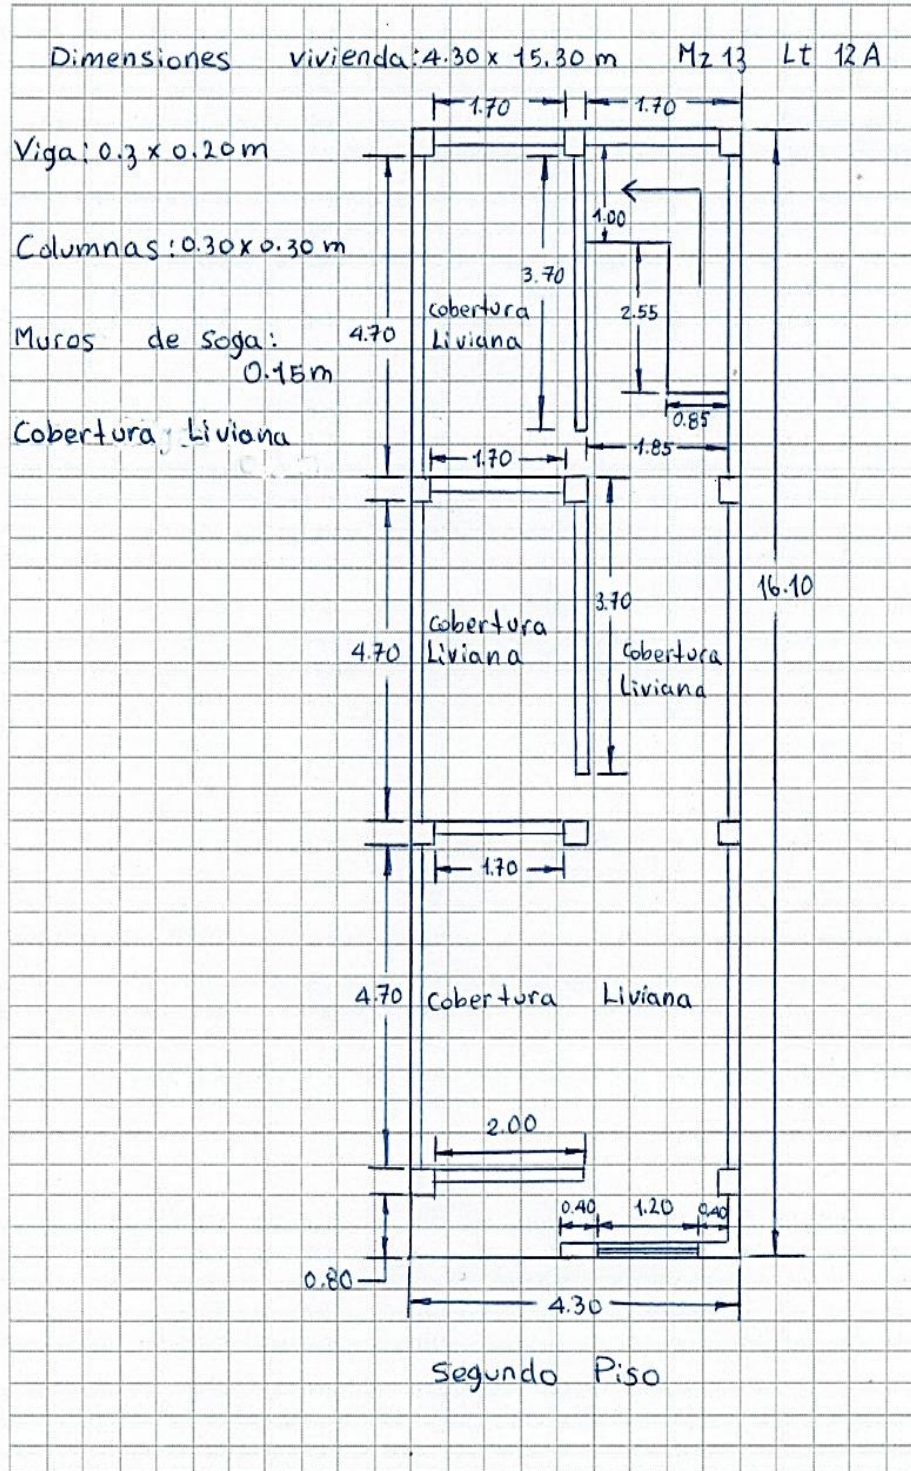 Dimensiones vivienda: 4.30 x 15.30 m Mz 13 Lt 12 A
1.70 1.70
Viga: 0.3 x 0.20 m
1.00
Columnas: 0.30 x 0.30 m
3.70
2.55
cobertura
Muros de soga: 4.70 Liviana
0.15 m
0.85
Cobertura Liviana
1.85
1.70
16.10
3.70
cobertura
4.70 Liviana cobertura
Liviana
1.70
4.70 cobertura Liviana
2.00
0.40 1.20 0.40
0.80
4.30
Segundo Piso